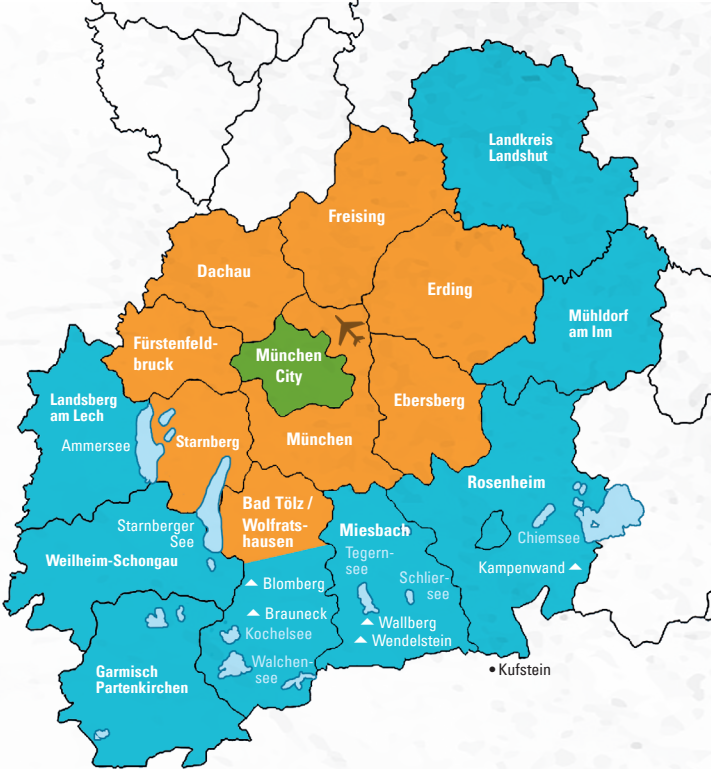 Landkreis
Landshut
Freising
Dachau
Erding
Mühldorf
am Inn
Fürstenfeld-
bruck
München
City
Landsberg
am Lech
Ebersberg
Ammersee
Starnberg
München
Rosenheim
Bad Tölz /
Wolfrats-
hausen
Starnberger
See
Miesbach
Chiemsee
Weilheim-Schongau
Tegern-
see
Schlier-
see
Kampenwand
Blomberg
Brauneck
Kochelsee
Wallberg
Wendelstein
Walchen-
see
Garmisch
Partenkirchen
• Kufstein